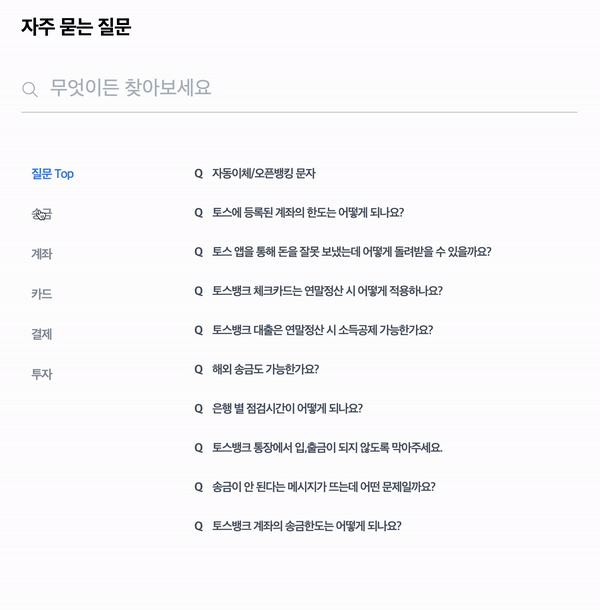 자주 묻는 질문
무엇이든 찾아보세요
질문 Top
송금
계좌
카드
결제
투자
Q 자동이체/오픈뱅킹 문자
Q 토스에 등록된 계좌의 한도는 어떻게 되나요?
Q 토스 앱을 통해 돈을 잘못 보냈는데 어떻게 돌려받을 수 있을까요?
Q 토스뱅크 체크카드는 연말정산 시 어떻게 적용하나요?
Q 토스뱅크 대출은 연말정산 시 소득공제 가능한가요?
Q 해외 송금도 가능한가요?
Q 은행 별 점검시간이 어떻게 되나요?
Q 토스뱅크 통장에서 입,출금이 되지 않도록 막아주세요.
Q 송금이 안 된다는 메시지가 뜨는데 어떤 문제일까요?
Q 토스뱅크 계좌의 송금한도는 어떻게 되나요?